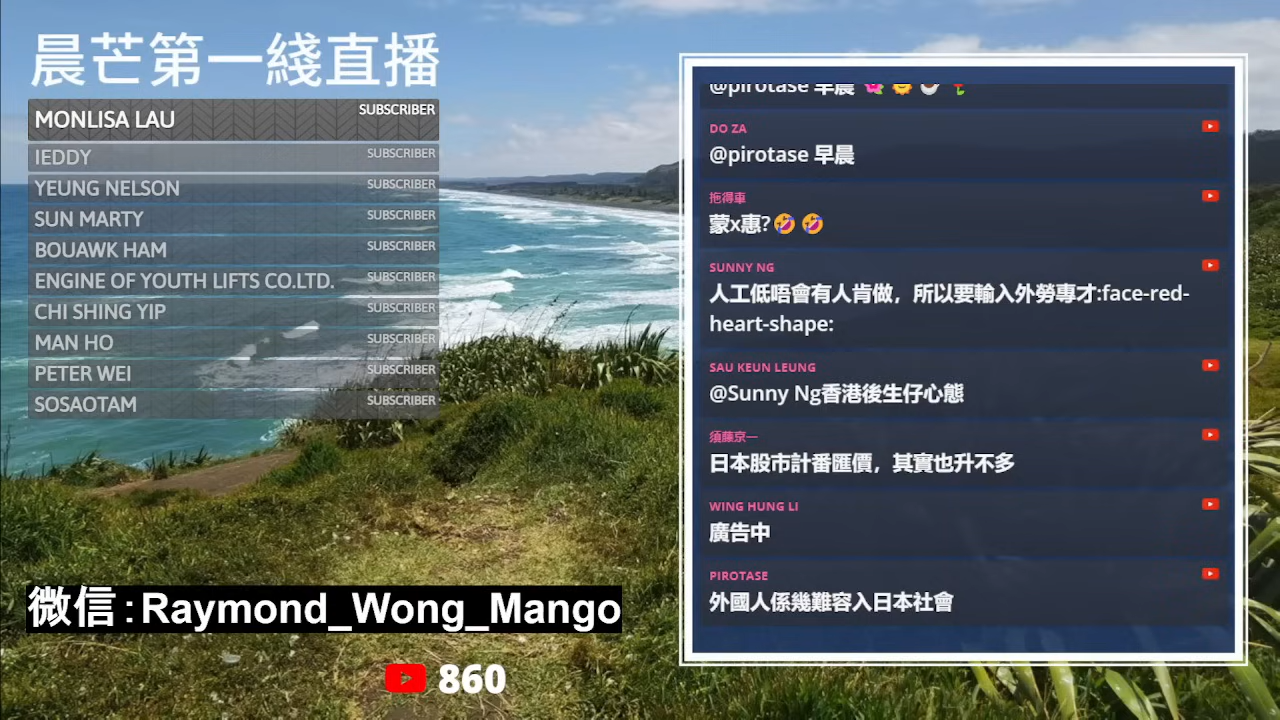 晨芒第一綫直播
MONLISA LAU SUBSCRIBER
IEDDY SUBSCRIBER
YEUNG NELSON SUBSCRIBER
SUN MARTY SUBSCRIBER
BOUAWK HAM SUBSCRIBER
ENGINE OF YOUTH LIFTS CO.LTD. SUBSCRIBER
CHI SHING YIP SUBSCRIBER
MAN HO SUBSCRIBER
PETER WEI SUBSCRIBER
SOSAOTAM SUBSCRIBER
微信:Raymond_Wong_Mango
860
@pirotase 早晨
DO ZA
@pirotase 早晨
拖得車
蒙x惠?🤣🤣
SUNNY NG
人工低唔會有人肯做，所以要輸入外勞專才:face-red-
heart-shape:
SAU KEUN LEUNG
@Sunny Ng香港後生仔心態
須藤京一
日本股市計番匯價，其實也升不多
WING HUNG LI
廣告中
PIROTASE
外國人係幾難容入日本社會